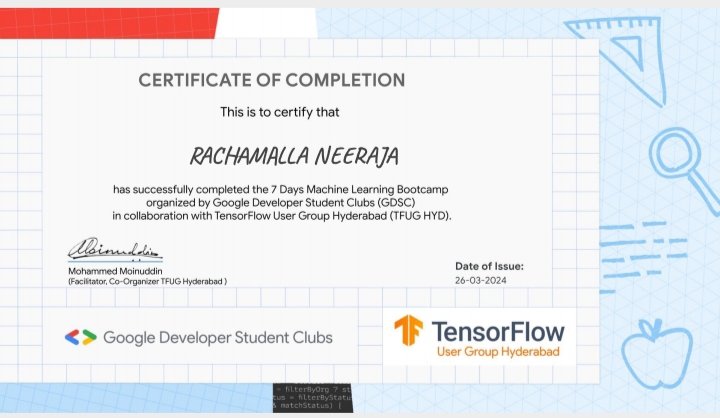 CERTIFICATE OF COMPLETION
This is to certify that
RACHAMALLA NEERAJA
has successfully completed the 7 Days Machine Learning Bootcamp
organized by Google Developer Student Clubs (GDSC)
in collaboration with TensorFlow User Group Hyderabad (TFUG HYD).
Mohammed Moinuddin
(Facilitator, Co-Organizer TFUG Hyderabad )
Date of Issue:
26-03-2024
Google Developer Student Clubs
TensorFlow
User Group Hyderabad
= filterByOrg ? st
tus = filterByStatu
& matchStatus) {